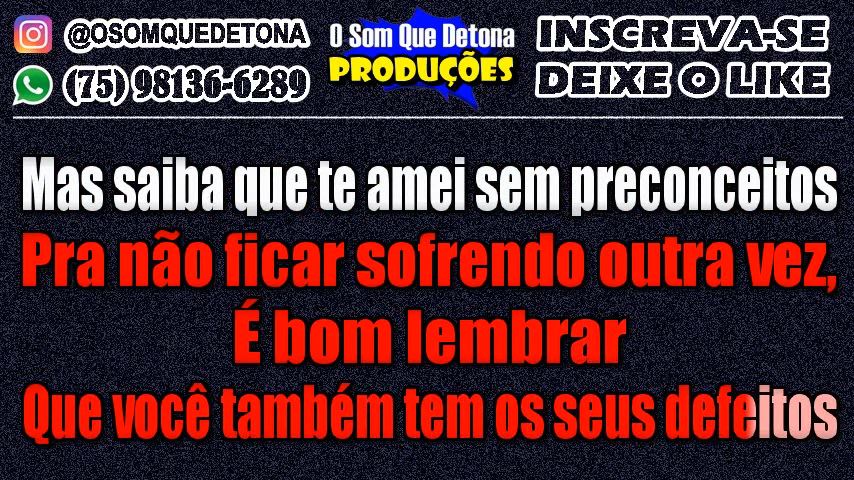 @OSOMQUEDETONA
(75) 98136-6289
O Som Que Detona
PRODUÇÕES
INSCREVA-SE
DEIXE O LIKE
Mas saiba que te amei sem preconceitos
Pra não ficar sofrendo outra vez,
É bom lembrar
Que você também tem os seus defeitos